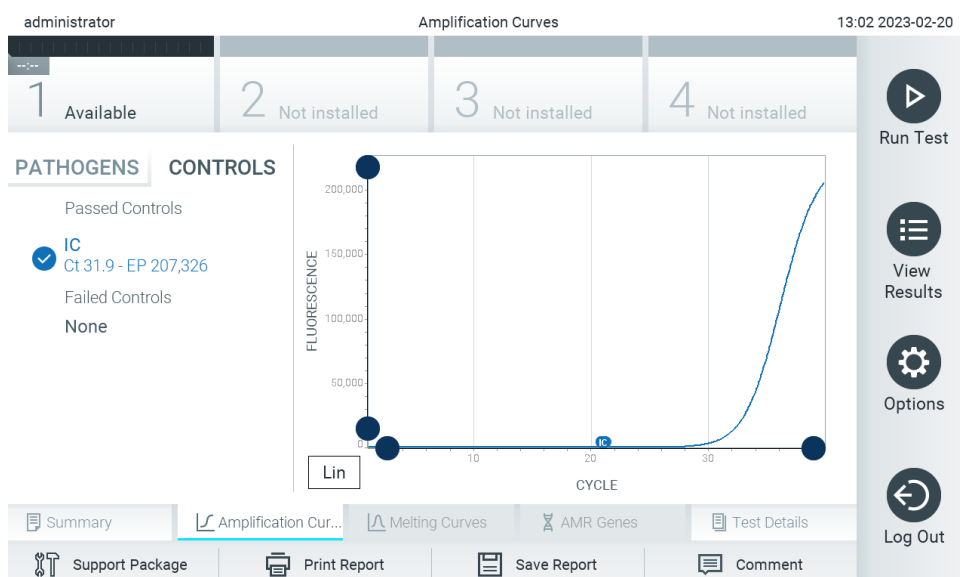 administrator
Amplification Curves
13:02 2023-02-20
--:--
1 Available
2 Not installed
3 Not installed
4 Not installed
Run Test
View
Results
Options
Log Out
PATHOGENS
CONTROLS
Passed Controls
IC
Ct 31.9 - EP 207,326
Failed Controls
None
FLUORESCENCE
200,000
150,000
100,000
50,000
0
IC
10
20
30
CYCLE
Lin
Summary
Amplification Cur...
Melting Curves
AMR Genes
Test Details
Support Package
Print Report
Save Report
Comment